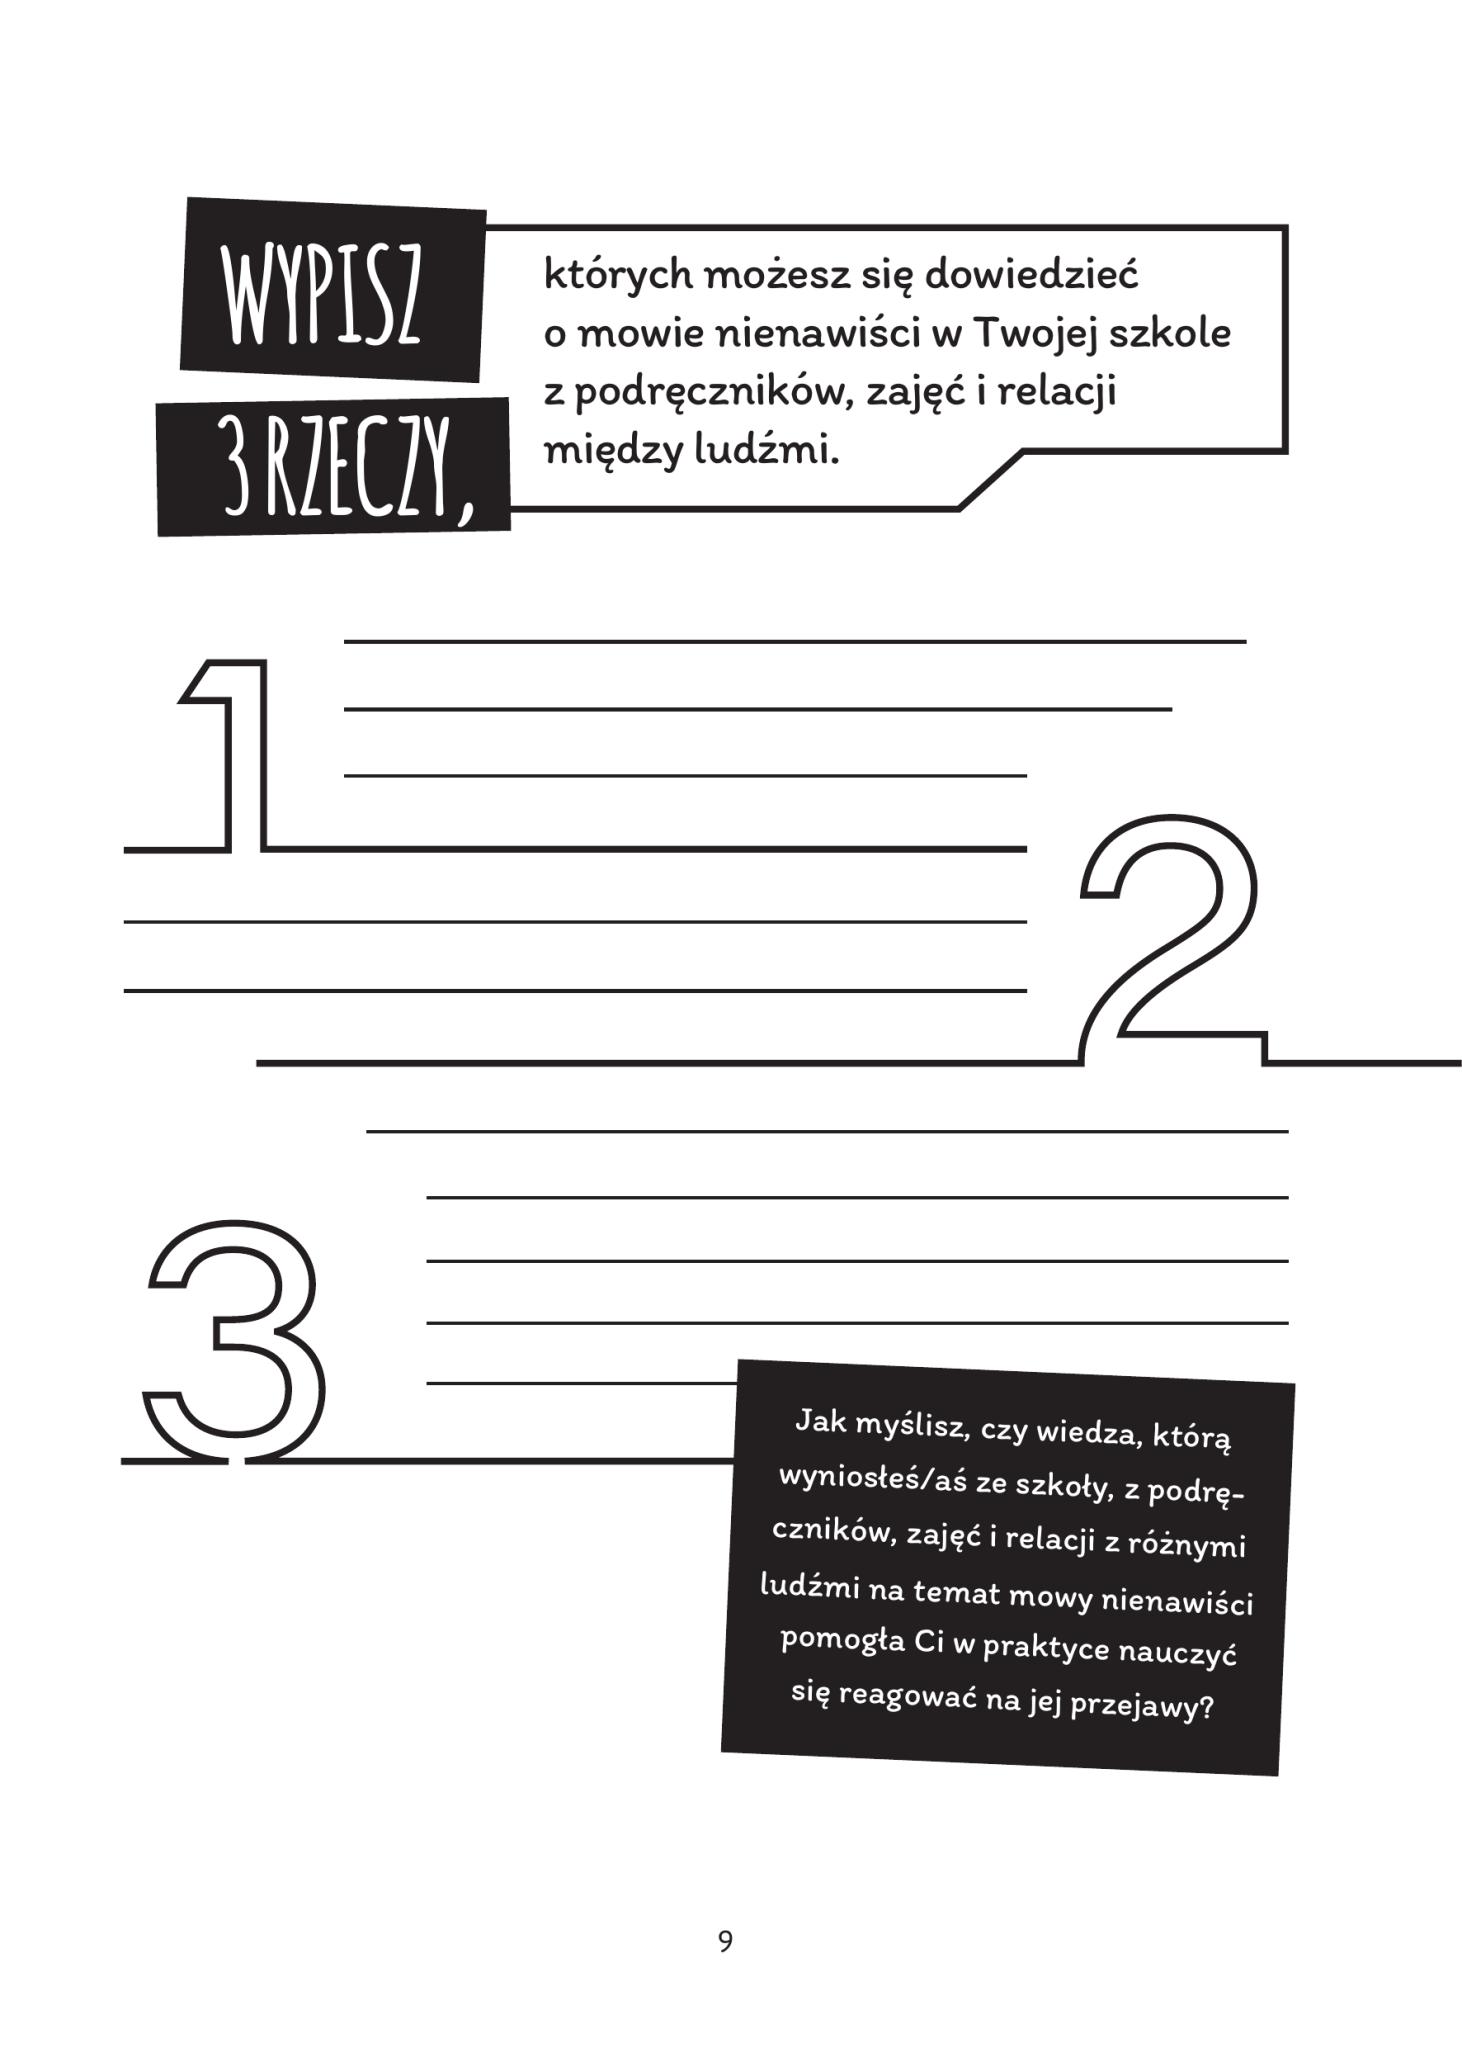 WYPISZ
3 RZECZY,
których możesz się dowiedzieć
o mowie nienawiści w Twojej szkole
z podręczników, zajęć i relacji
między ludźmi.
1
2
3
Jak myślisz, czy wiedza, którą
wyniosłeś/aś ze szkoły, z podrę-
czników, zajęć i relacji z różnymi
ludźmi na temat mowy nienawiści
pomogła Ci w praktyce nauczyć
się reagować na jej przejawy?
9